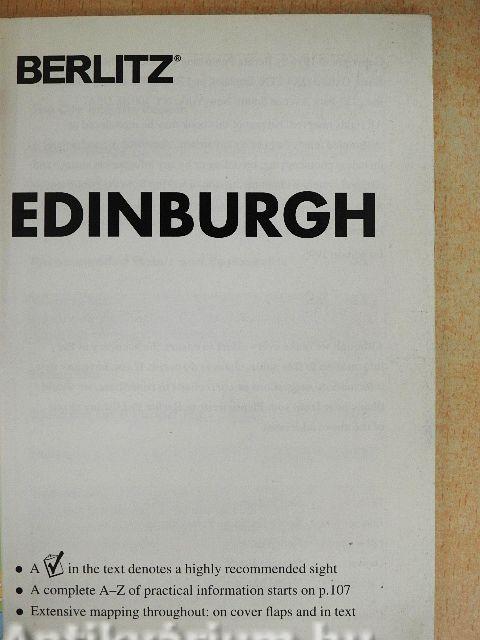 BERLITZ®
EDINBURGH
• A ☑ in the text denotes a highly recommended sight
• A complete A–Z of practical information starts on p.107
• Extensive mapping throughout: on cover flaps and in text
Antikvárium.hu